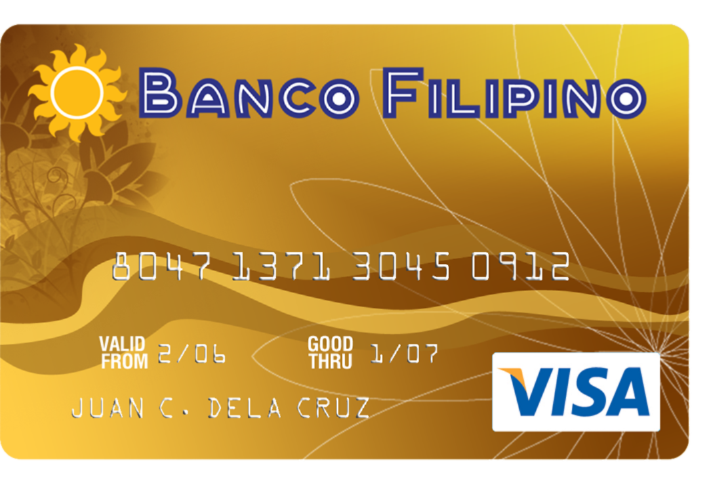 BANCO FILIPINO
8047 1371 3045 0912
VALID FROM 2/06 GOOD THRU 1/07
JUAN C. DELA CRUZ
VISA